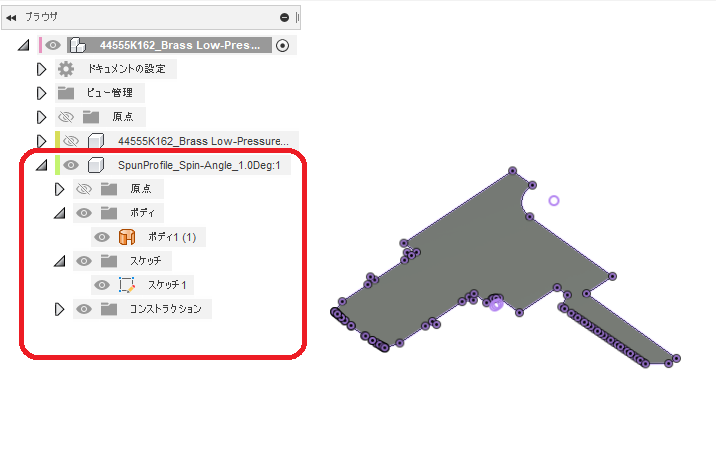 ブラウザ
44555K162_Brass Low-Pres...
ドキュメントの設定
ビュー管理
原点
44555K162_Brass Low-Pressure...
SpunProfile_Spin-Angle_1.0Deg:1
原点
ボディ
ボディ1 (1)
スケッチ
スケッチ1
コンストラクション